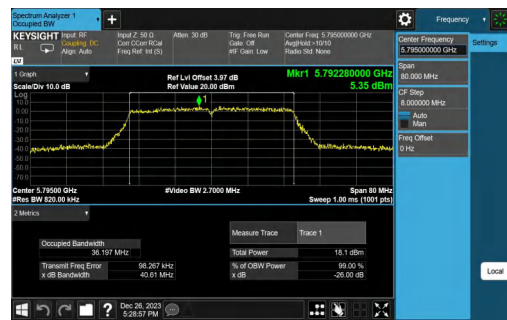 Spectrum Analyzer 1
Occupied BW
Frequency
KEYSIGHT
R L
Input: RF
Coupling: DC
Align: Auto
Input Z: 50 Ω
Corr CCorr RCal
Freq Ref: Int (S)
Atten: 30 dB
Trig: Free Run
Gate: Off
#IF Gain: Low
Center Freq: 5.795000000 GHz
Avg|Hold:>10/10
Radio Std: None
Center Frequency
5.795000000 GHz
Settings
Span
80.000 MHz
CF Step
8.000000 MHz
Auto
Man
Freq Offset
0 Hz
1 Graph
Scale/Div 10.0 dB
Ref Lvl Offset 3.97 dB
Ref Value 20.00 dBm
Mkr1 5.792280000 GHz
5.35 dBm
Log
10.0
0.00
-10.0
-20.0
-30.0
-40.0
-50.0
-60.0
-70.0
1
Center 5.79500 GHz
#Res BW 820.00 kHz
#Video BW 2.7000 MHz
Span 80 MHz
Sweep 1.00 ms (1001 pts)
2 Metrics
Measure Trace
Trace 1
Occupied Bandwidth
36.197 MHz
Total Power
18.1 dBm
Transmit Freq Error
98.267 kHz
% of OBW Power
99.00 %
x dB Bandwidth
40.61 MHz
x dB
-26.00 dB
Local
?
Dec 26, 2023
5:28:57 PM